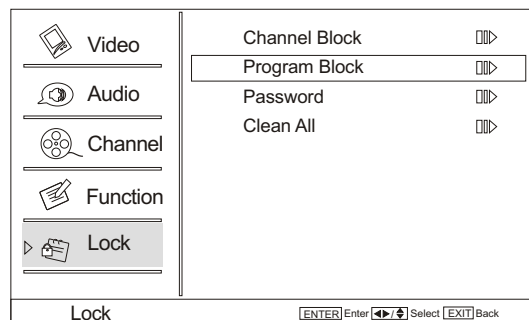 Video
Audio
Channel
Function
Lock
Channel Block
Program Block
Password
Clean All
Lock
ENTER Enter / Select EXIT Back